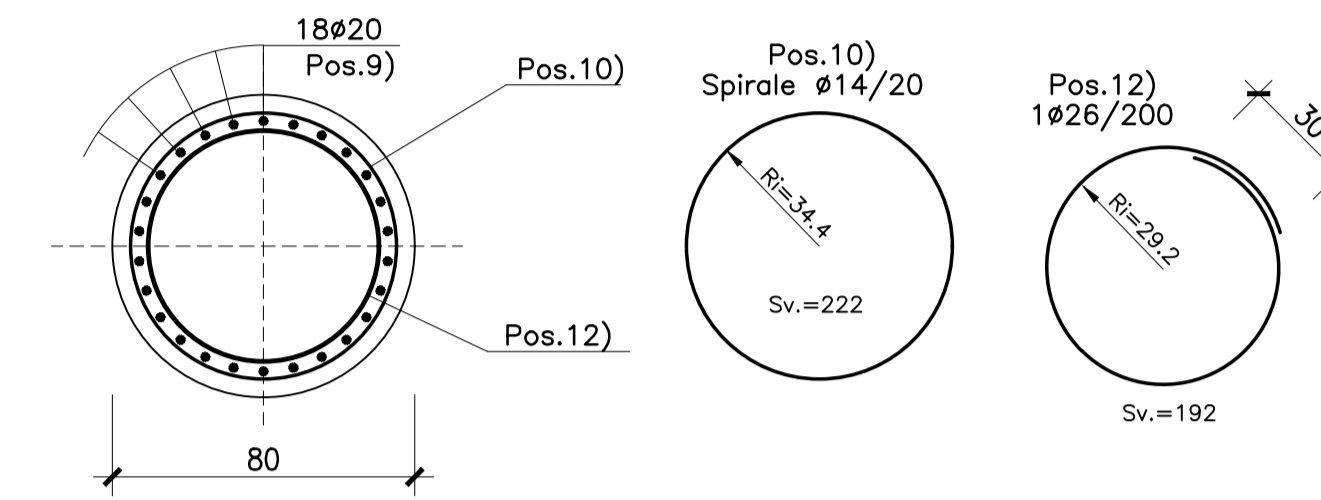 18ø20
Pos.9)
Pos.10)
Pos.12)
80
Pos.10)
Spirale ø14/20
Ri=34.4
Sv.=222
Pos.12)
1ø26/200
30
Ri=29.2
Sv.=192